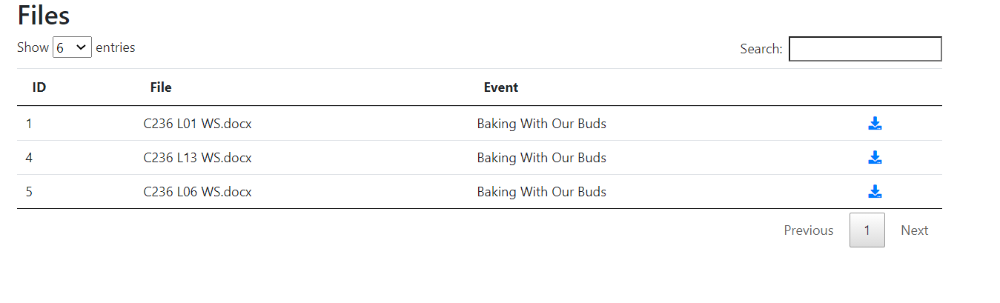 Files
Show 6 entries Search:
ID File Event
1 C236 L01 WS.docx Baking With Our Buds
4 C236 L13 WS.docx Baking With Our Buds
5 C236 L06 WS.docx Baking With Our Buds
Previous 1 Next